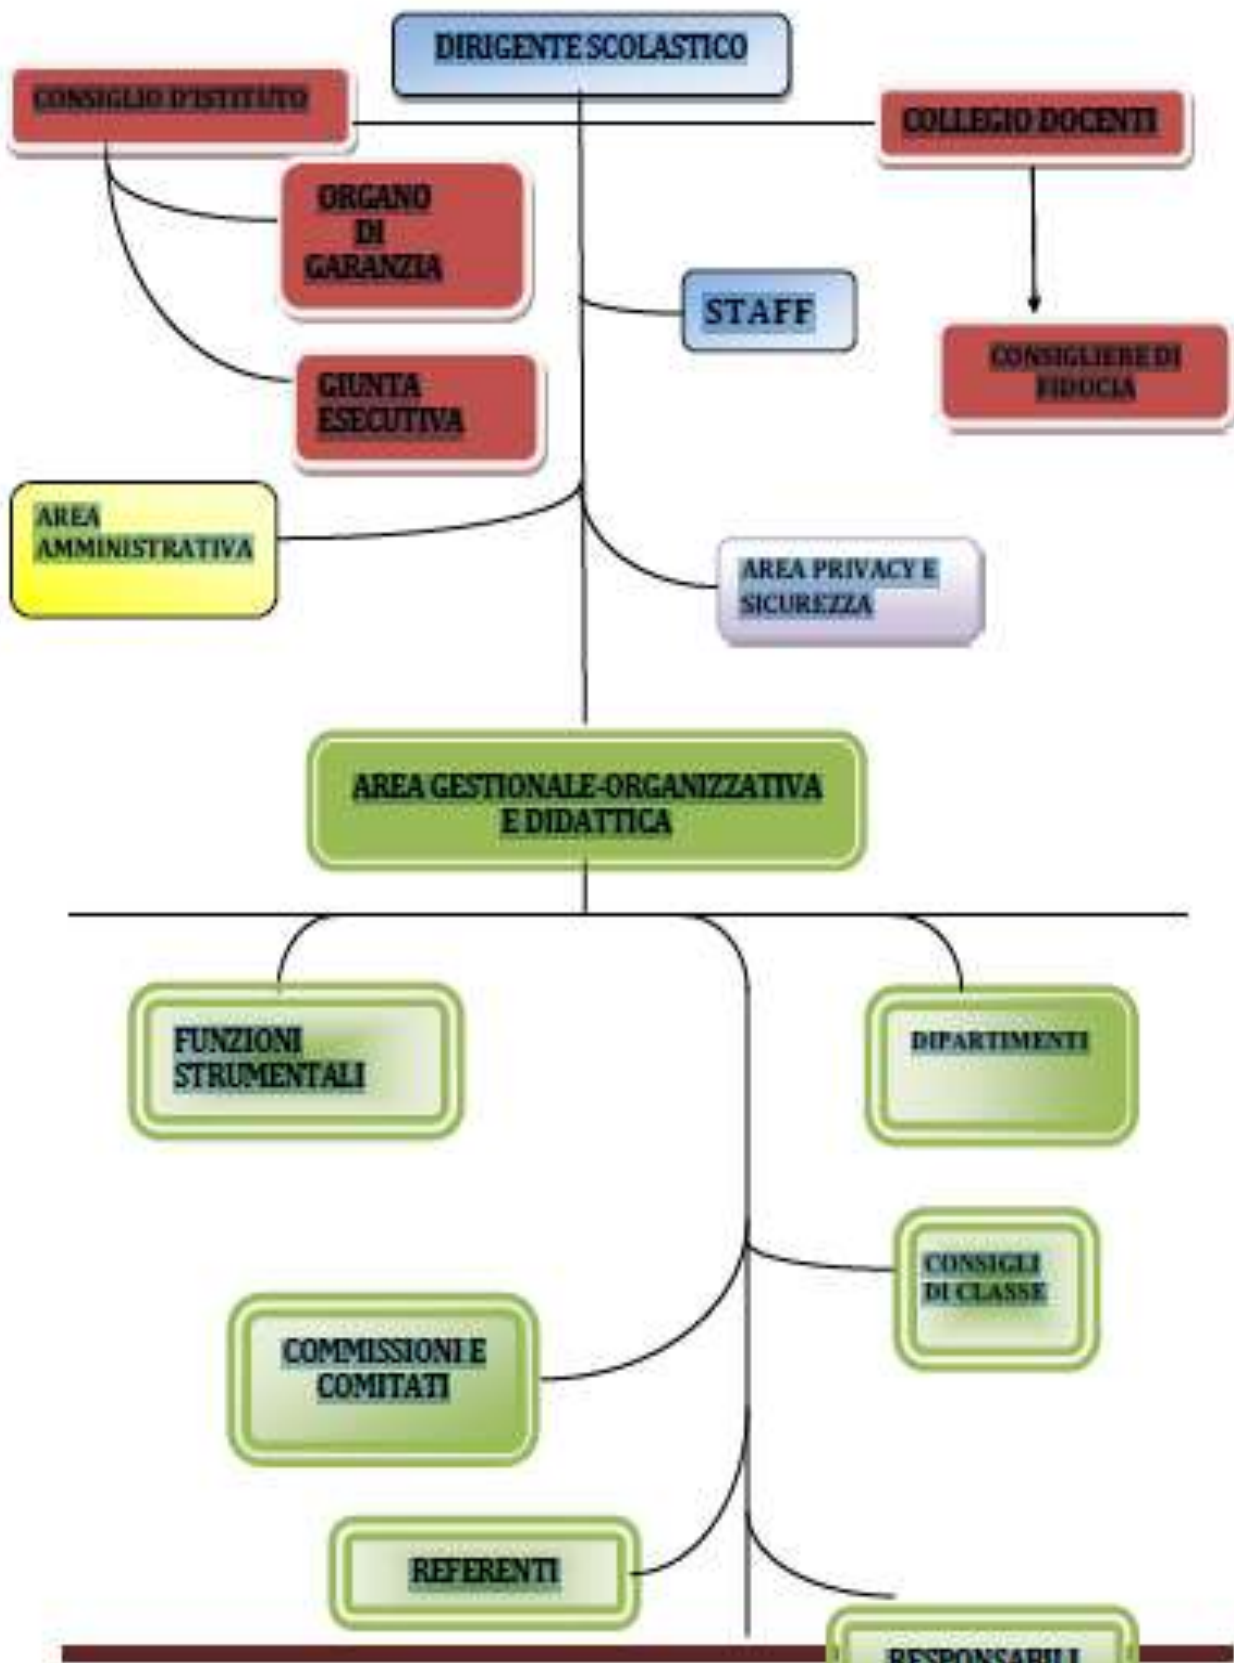 DIRIGENTE SCOLASTICO
CONSIGLIO D'ISTITUTO
COLLEGIO DOCENTI
ORGANO
DI
GARANZIA
STAFF
CONSIGLIERE DI
FIDUCIA
GIUNTA
ESECUTIVA
AREA
AMMINISTRATIVA
AREA PRIVACY E
SICUREZZA
AREA GESTIONALE-ORGANIZZATIVA
E DIDATTICA
FUNZIONI
STRUMENTALI
DIPARTIMENTI
CONSIGLI
DI CLASSE
COMMISSIONI E
COMITATI
REFERENTI
RESPONSABILI